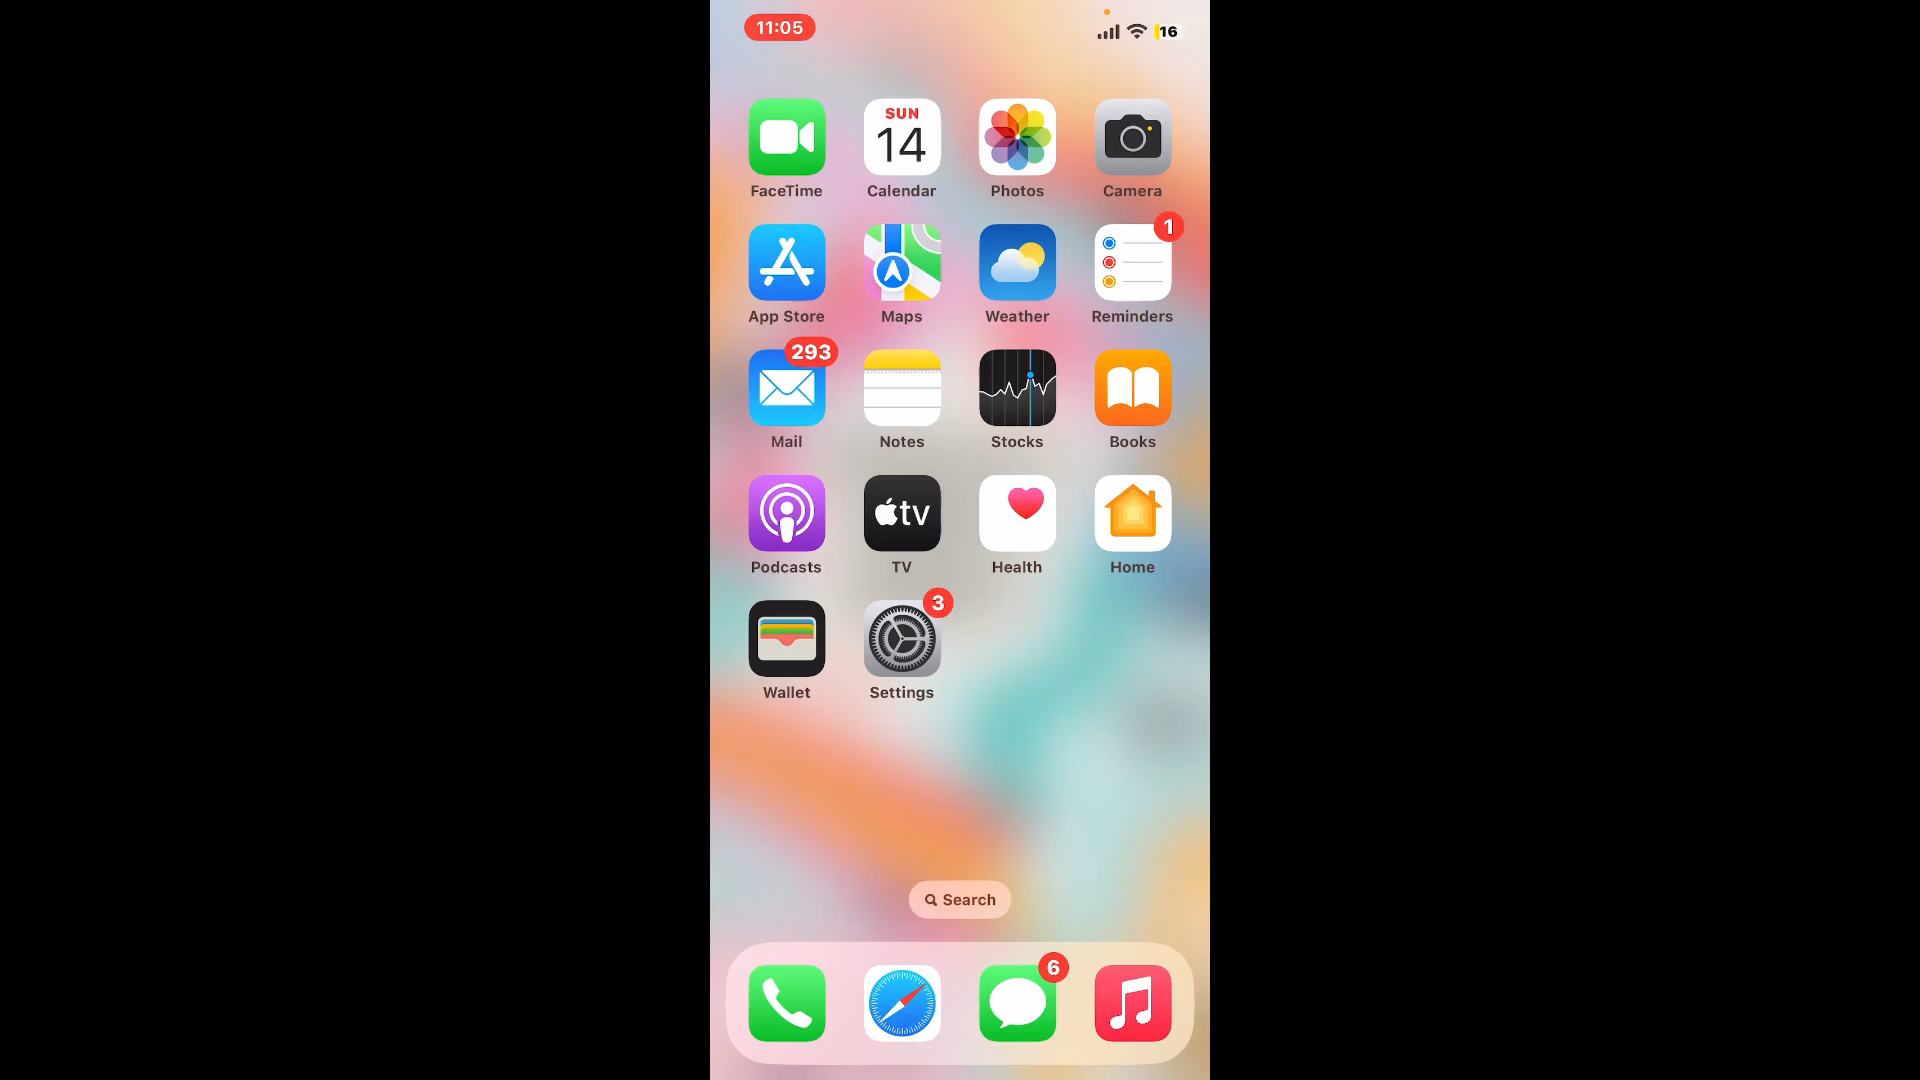 11:05 16
SUN
14
FaceTime Calendar Photos Camera
1
App Store Maps Weather Reminders
293
Mail Notes Stocks Books
tv
Podcasts TV Health Home
3
Wallet Settings
Search
6